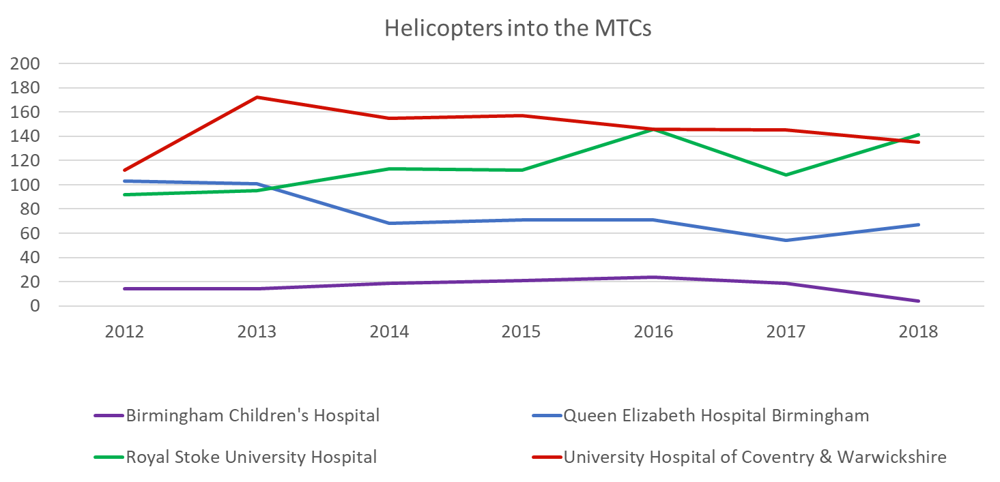 Helicopters into the MTCs
200
180
160
140
120
100
80
60
40
20
0
2012 2013 2014 2015 2016 2017 2018
Birmingham Children's Hospital Queen Elizabeth Hospital Birmingham
Royal Stoke University Hospital University Hospital of Coventry & Warwickshire